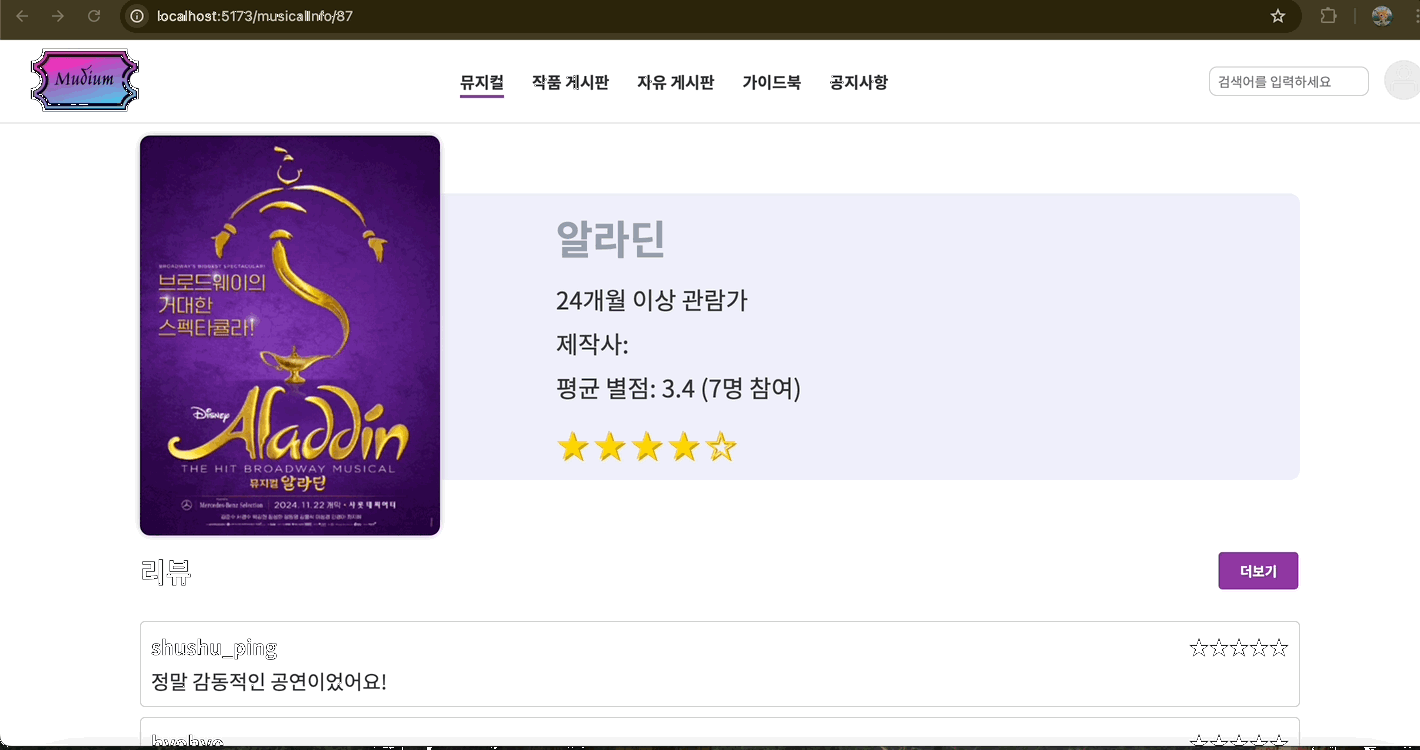 localhost:5173/musicalInfo/87
Mudium
뮤지컬 작품 게시판 자유 게시판 가이드북 공지사항
검색어를 입력하세요
BROADWAY'S BIGGEST SPECTACULAR!
브로드웨이의
거대한
스펙타큘라!
Disney
Aladdin
THE HIT BROADWAY MUSICAL
뮤지컬 알라딘
Mercedes-Benz Selection 2024.11.22 개막 · 샤롯데씨어터
알라딘
24개월 이상 관람가
제작사:
평균 별점: 3.4 (7명 참여)
★★★★☆
리뷰
더보기
shushu_ping ☆☆☆☆☆
정말 감동적인 공연이었어요!